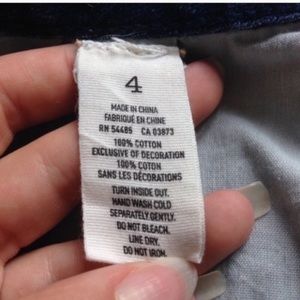 4
MADE IN CHINA
FABRIQUÉ EN CHINE
RN 54485 CA 03873
100% COTTON
EXCLUSIVE OF DECORATION
100% COTTON
SANS LES DÉCORATIONS
TURN INSIDE OUT.
HAND WASH COLD
SEPARATELY, GENTLY.
DO NOT BLEACH.
LINE DRY.
DO NOT IRON.